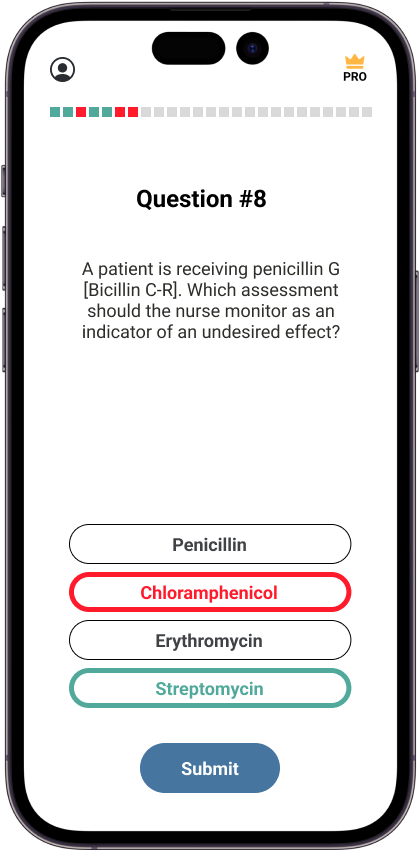 PRO
Question #8
A patient is receiving penicillin G
[Bicillin C-R]. Which assessment
should the nurse monitor as an
indicator of an undesired effect?
Penicillin
Chloramphenicol
Erythromycin
Streptomycin
Submit